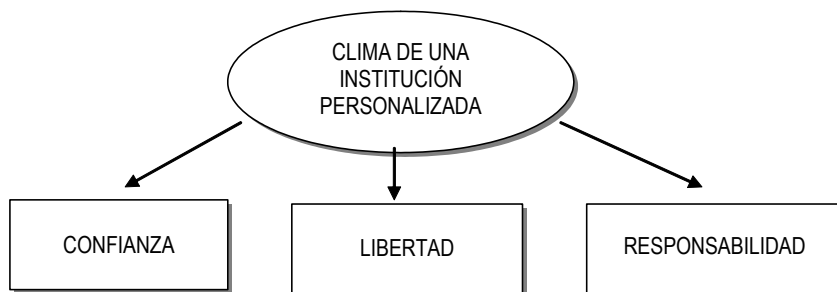 CLIMA DE UNA
INSTITUCIÓN
PERSONALIZADA
CONFIANZA
LIBERTAD
RESPONSABILIDAD